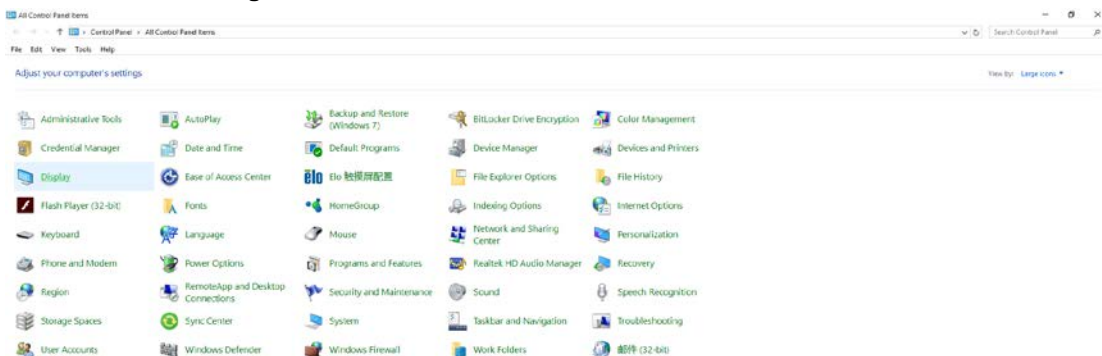 All Control Panel Items
Control Panel › All Control Panel Items
Search Control Panel
File Edit View Tools Help
Adjust your computer's settings
View by: Large icons
Administrative Tools
AutoPlay
Backup and Restore
(Windows 7)
BitLocker Drive Encryption
Color Management
Credential Manager
Date and Time
Default Programs
Device Manager
Devices and Printers
Display
Ease of Access Center
elo Elo 触摸屏配置
File Explorer Options
File History
Flash Player (32-bit)
Fonts
HomeGroup
Indexing Options
Internet Options
Keyboard
Language
Mouse
Network and Sharing
Center
Personalization
Phone and Modem
Power Options
Programs and Features
Realtek HD Audio Manager
Recovery
Region
RemoteApp and Desktop
Connections
Security and Maintenance
Sound
Speech Recognition
Storage Spaces
Sync Center
System
Taskbar and Navigation
Troubleshooting
User Accounts
Windows Defender
Windows Firewall
Work Folders
邮件 (32-bit)